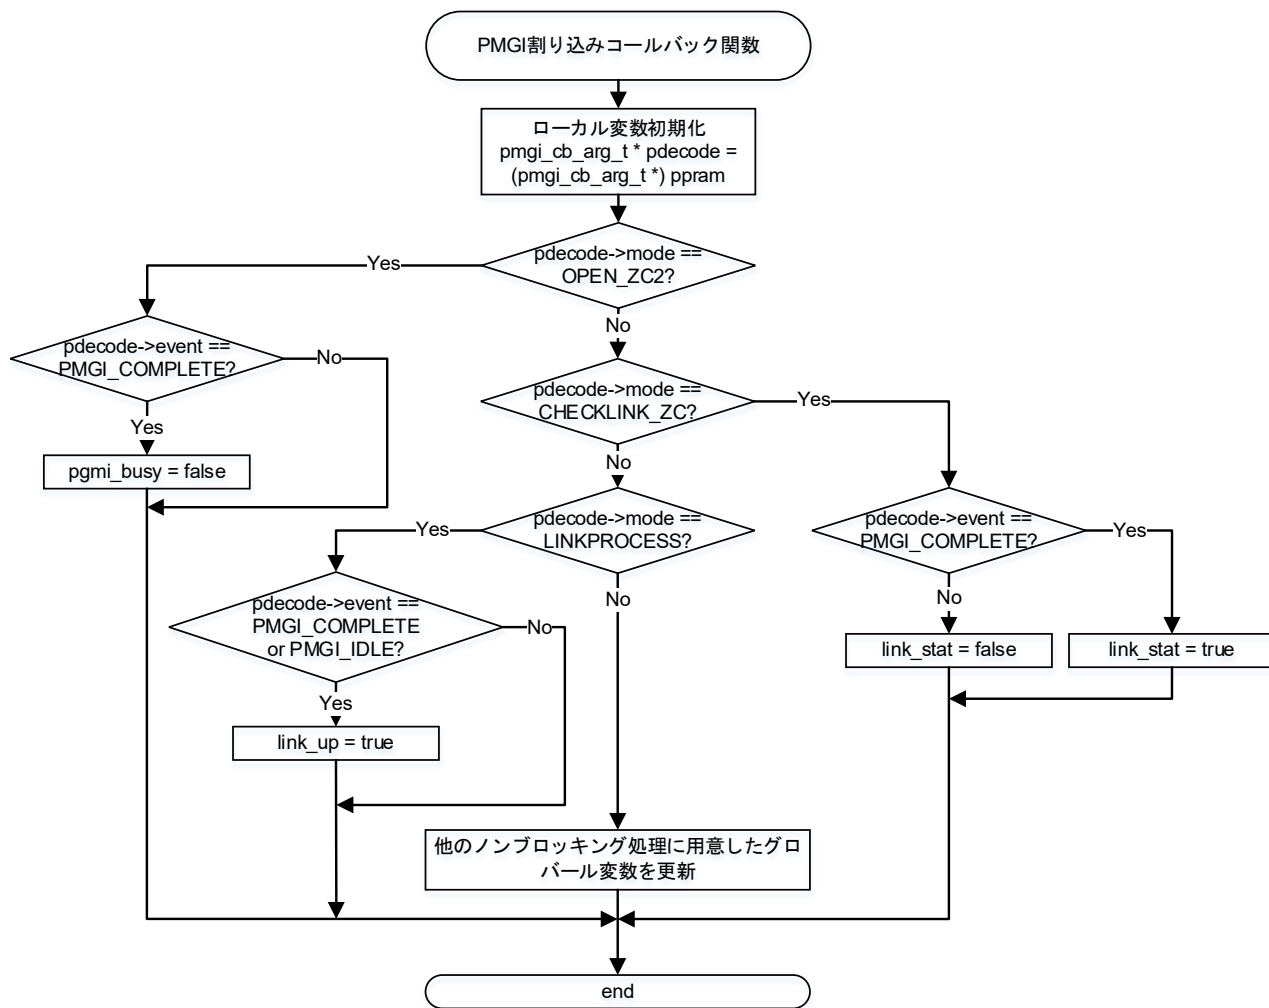 PMGI割り込みコールバック関数
ローカル変数初期化
pmgi_cb_arg_t * pdecode =
(pmgi_cb_arg_t *) ppram
pdecode->mode ==
OPEN_ZC2?
Yes
No
pdecode->event ==
PMGI_COMPLETE?
No
Yes
pgmi_busy = false
pdecode->mode ==
CHECKLINK_ZC?
Yes
No
pdecode->mode ==
LINKPROCESS?
Yes
No
pdecode->event ==
PMGI_COMPLETE?
Yes
No
link_stat = false
link_stat = true
pdecode->event ==
PMGI_COMPLETE
or PMGI_IDLE?
No
Yes
link_up = true
他のノンブロッキング処理に用意したグロ
バール変数を更新
end